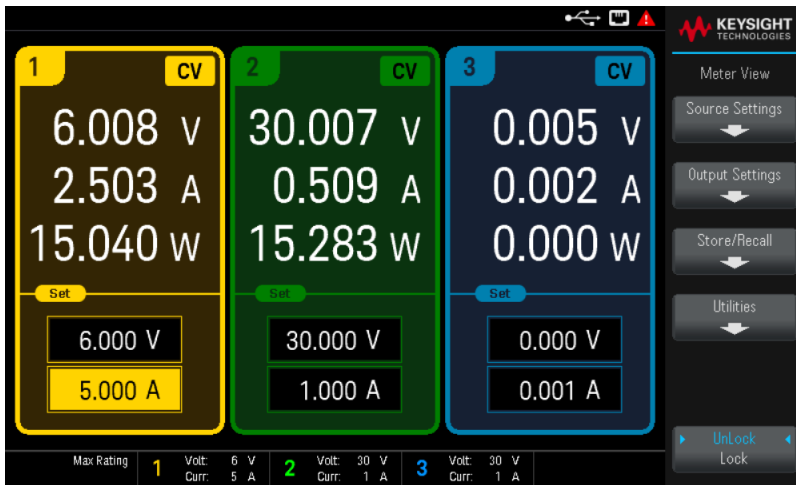 KEYSIGHT
TECHNOLOGIES
Meter View
Source Settings
Output Settings
Store/Recall
Utilities
UnLock
Lock
1 CV
6.008 V
2.503 A
15.040 W
Set
6.000 V
5.000 A
2 CV
30.007 V
0.509 A
15.283 W
Set
30.000 V
1.000 A
3 CV
0.005 V
0.002 A
0.000 W
Set
0.000 V
0.001 A
Max Rating 1 Volt: 6 V 2 Volt: 30 V 3 Volt: 30 V
Curr: 5 A Curr: 1 A Curr: 1 A